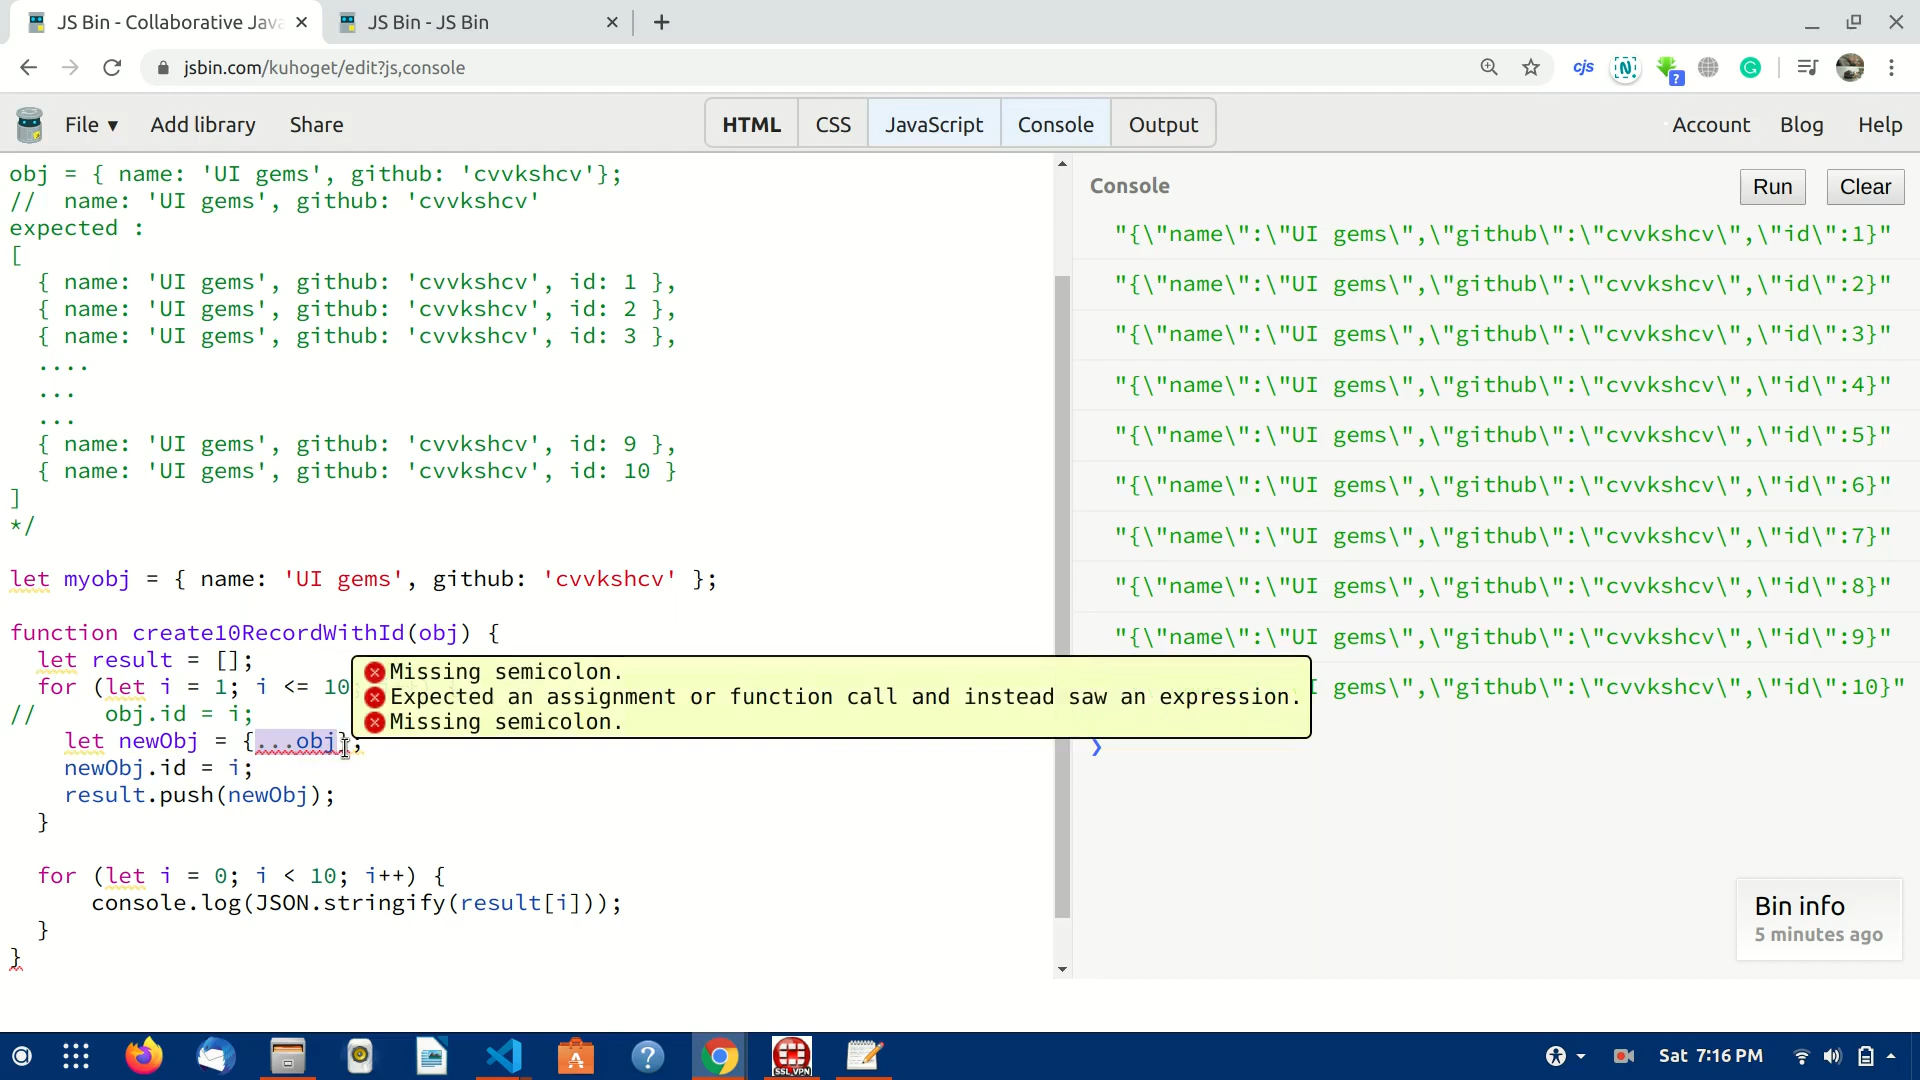 JS Bin - Collaborative Java
JS Bin - JS Bin
jsbin.com/kuhoget/edit?js,console
cjs
N
?
G
File ▾
Add library
Share
HTML
CSS
JavaScript
Console
Output
Account
Blog
Help
obj = { name: 'UI gems', github: 'cvvkshcv'};
//  name: 'UI gems', github: 'cvvkshcv'
expected :
[
  { name: 'UI gems', github: 'cvvkshcv', id: 1 },
  { name: 'UI gems', github: 'cvvkshcv', id: 2 },
  { name: 'UI gems', github: 'cvvkshcv', id: 3 },
  ....
  ...
  ...
  { name: 'UI gems', github: 'cvvkshcv', id: 9 },
  { name: 'UI gems', github: 'cvvkshcv', id: 10 }
]
*/
let myobj = { name: 'UI gems', github: 'cvvkshcv' };
function create10RecordWithId(obj) {
  let result = [];
  for (let i = 1; i <= 10
//     obj.id = i;
    let newObj = {...obj};
    newObj.id = i;
    result.push(newObj);
  }
  for (let i = 0; i < 10; i++) {
      console.log(JSON.stringify(result[i]));
  }
}
Missing semicolon.
Expected an assignment or function call and instead saw an expression.
Missing semicolon.
Console
Run
Clear
"{\"name\":\"UI gems\",\"github\":\"cvvkshcv\",\"id\":1}"
"{\"name\":\"UI gems\",\"github\":\"cvvkshcv\",\"id\":2}"
"{\"name\":\"UI gems\",\"github\":\"cvvkshcv\",\"id\":3}"
"{\"name\":\"UI gems\",\"github\":\"cvvkshcv\",\"id\":4}"
"{\"name\":\"UI gems\",\"github\":\"cvvkshcv\",\"id\":5}"
"{\"name\":\"UI gems\",\"github\":\"cvvkshcv\",\"id\":6}"
"{\"name\":\"UI gems\",\"github\":\"cvvkshcv\",\"id\":7}"
"{\"name\":\"UI gems\",\"github\":\"cvvkshcv\",\"id\":8}"
"{\"name\":\"UI gems\",\"github\":\"cvvkshcv\",\"id\":9}"
gems\",\"github\":\"cvvkshcv\",\"id\":10}"
Bin info
5 minutes ago
SSL VPN
Sat 7:16 PM